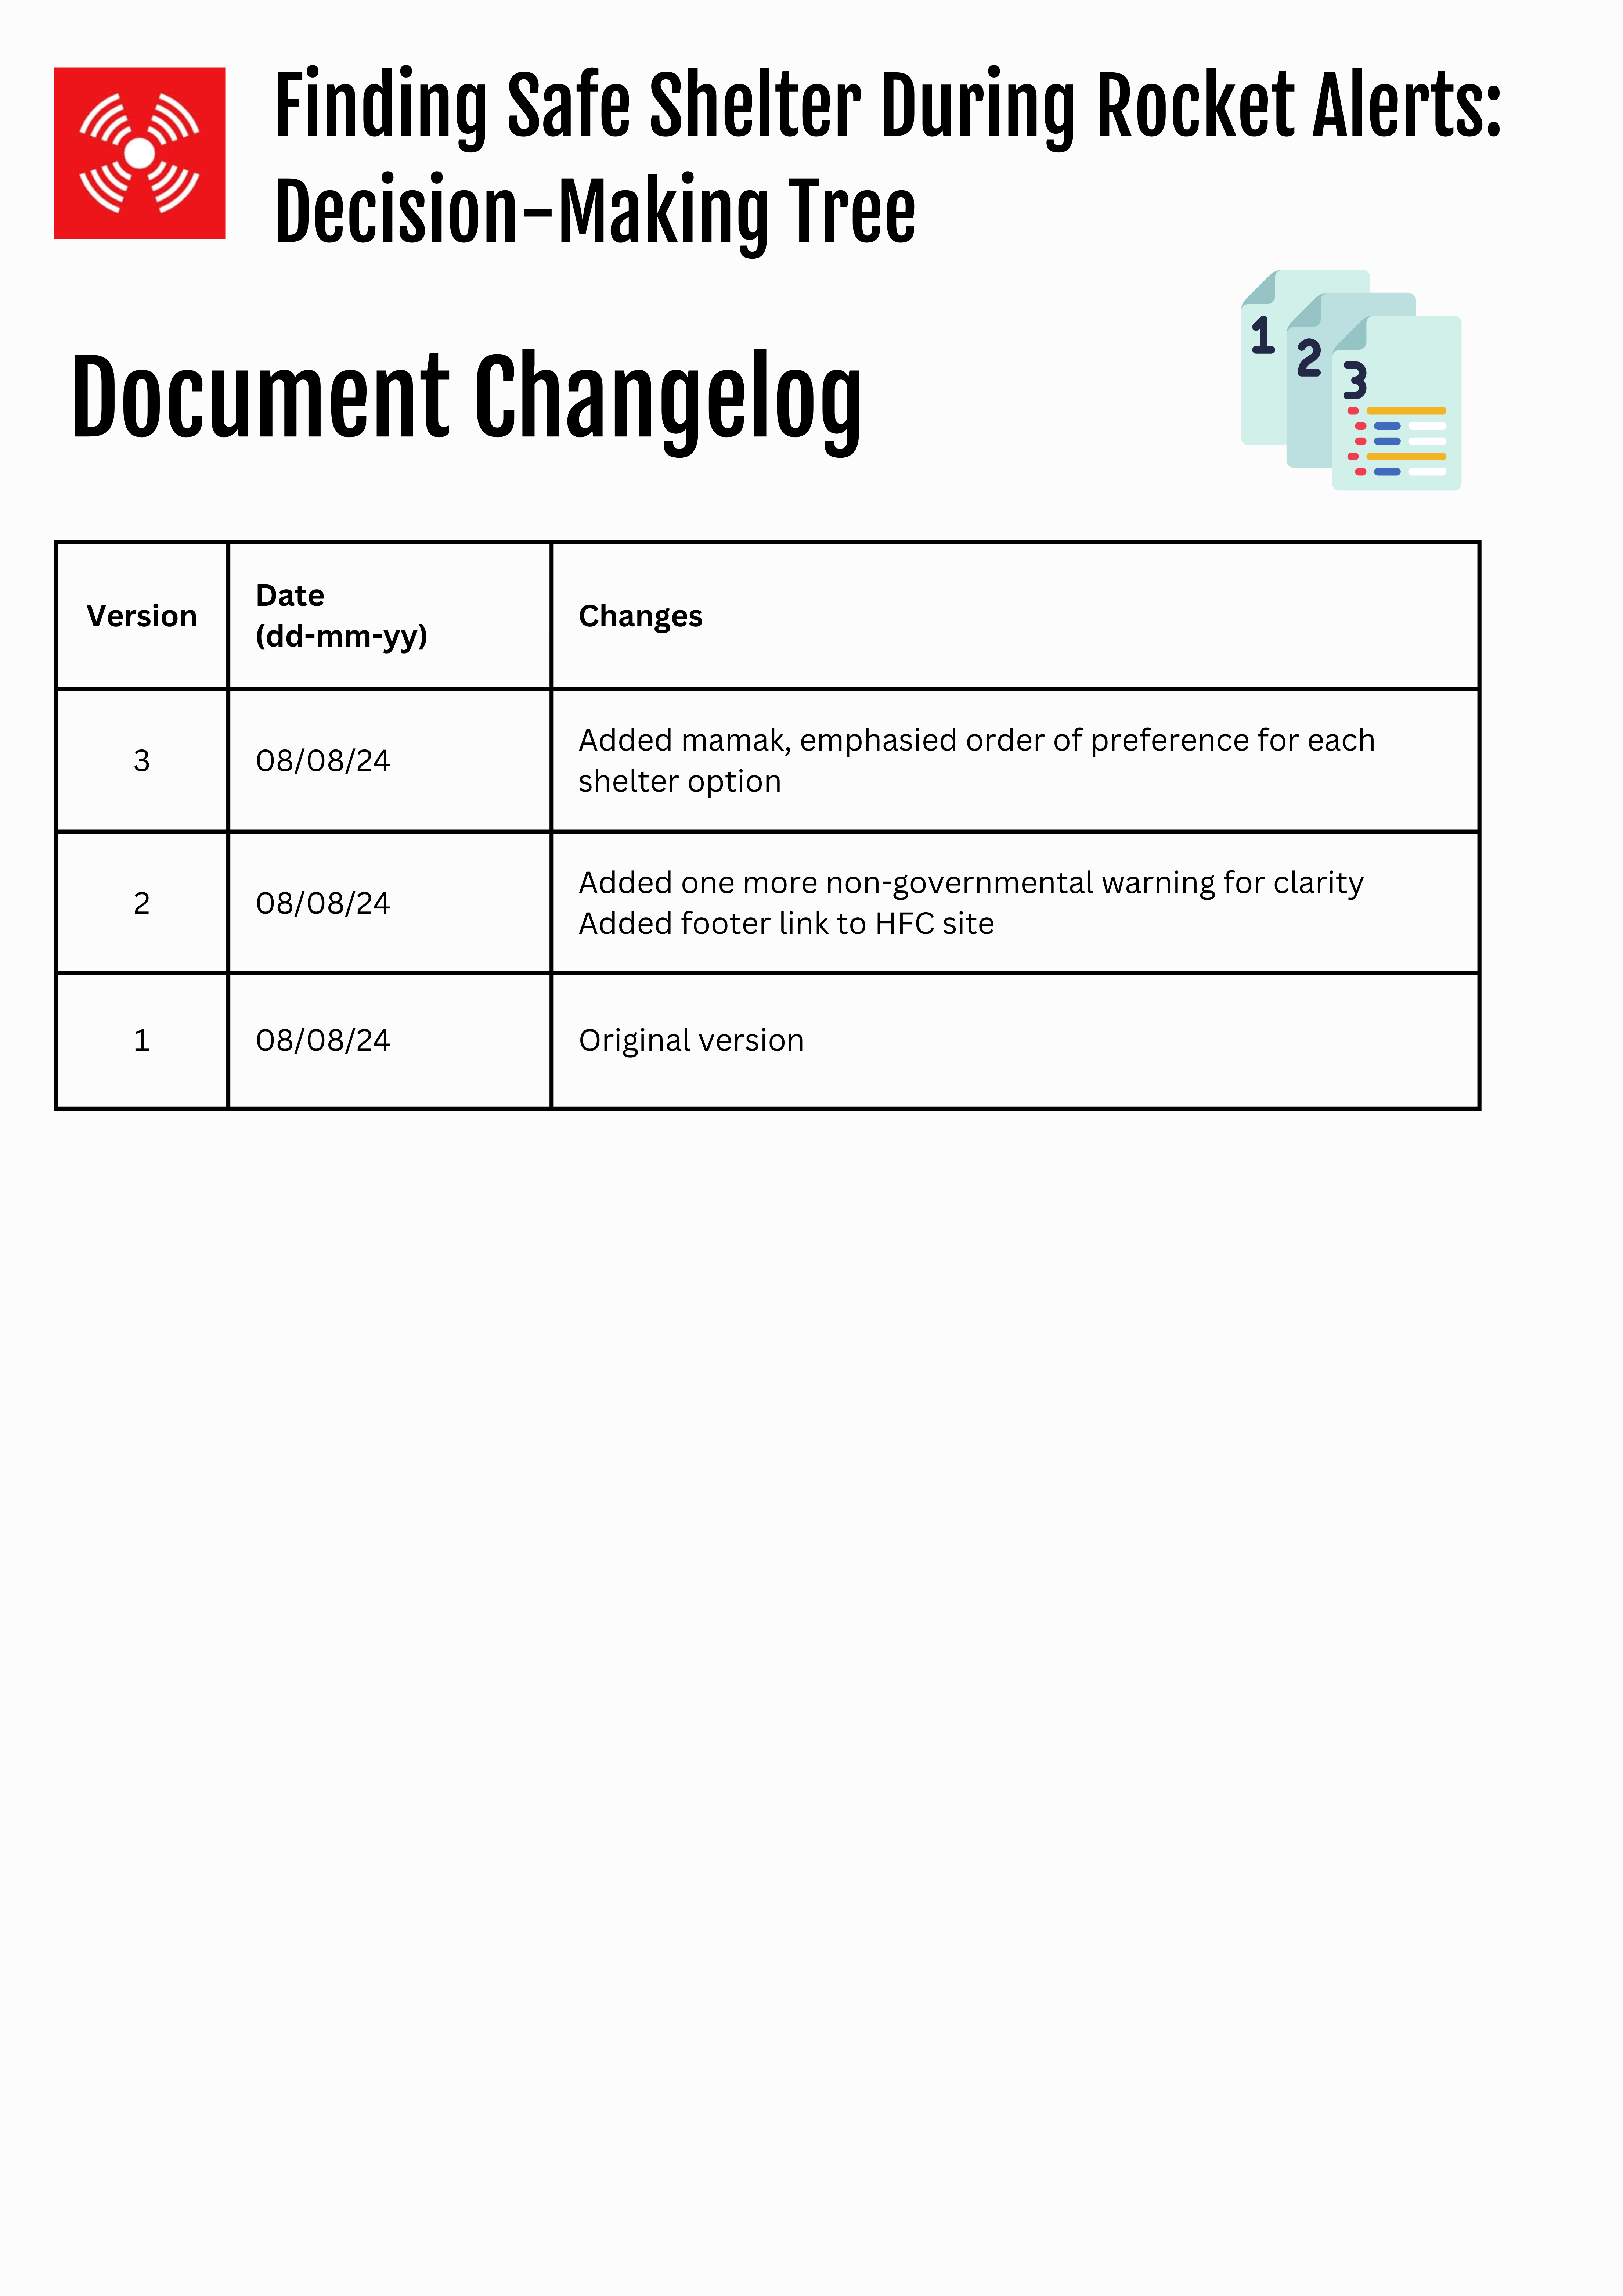 Finding Safe Shelter During Rocket Alerts:
Decision-Making Tree
1
2
3
Document Changelog
Version
Date
(dd-mm-yy)
Changes
3
08/08/24
Added mamak, emphasied order of preference for each
shelter option
2
08/08/24
Added one more non-governmental warning for clarity
Added footer link to HFC site
1
08/08/24
Original version